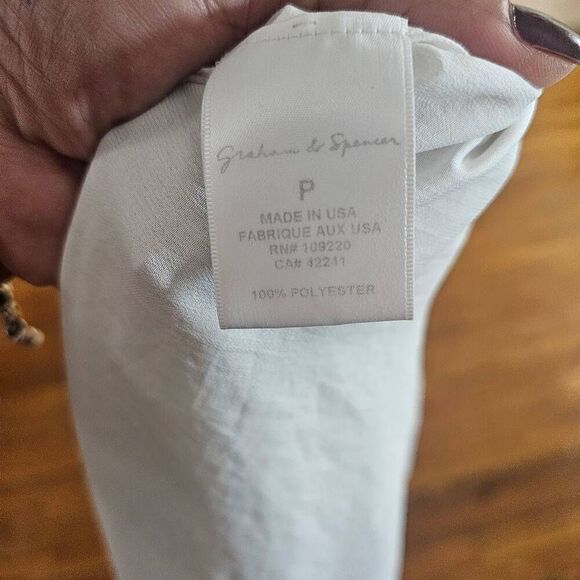 Graham & Spencer
P
MADE IN USA
FABRIQUE AUX USA
RN# 109220
CA# 42241
100% POLYESTER